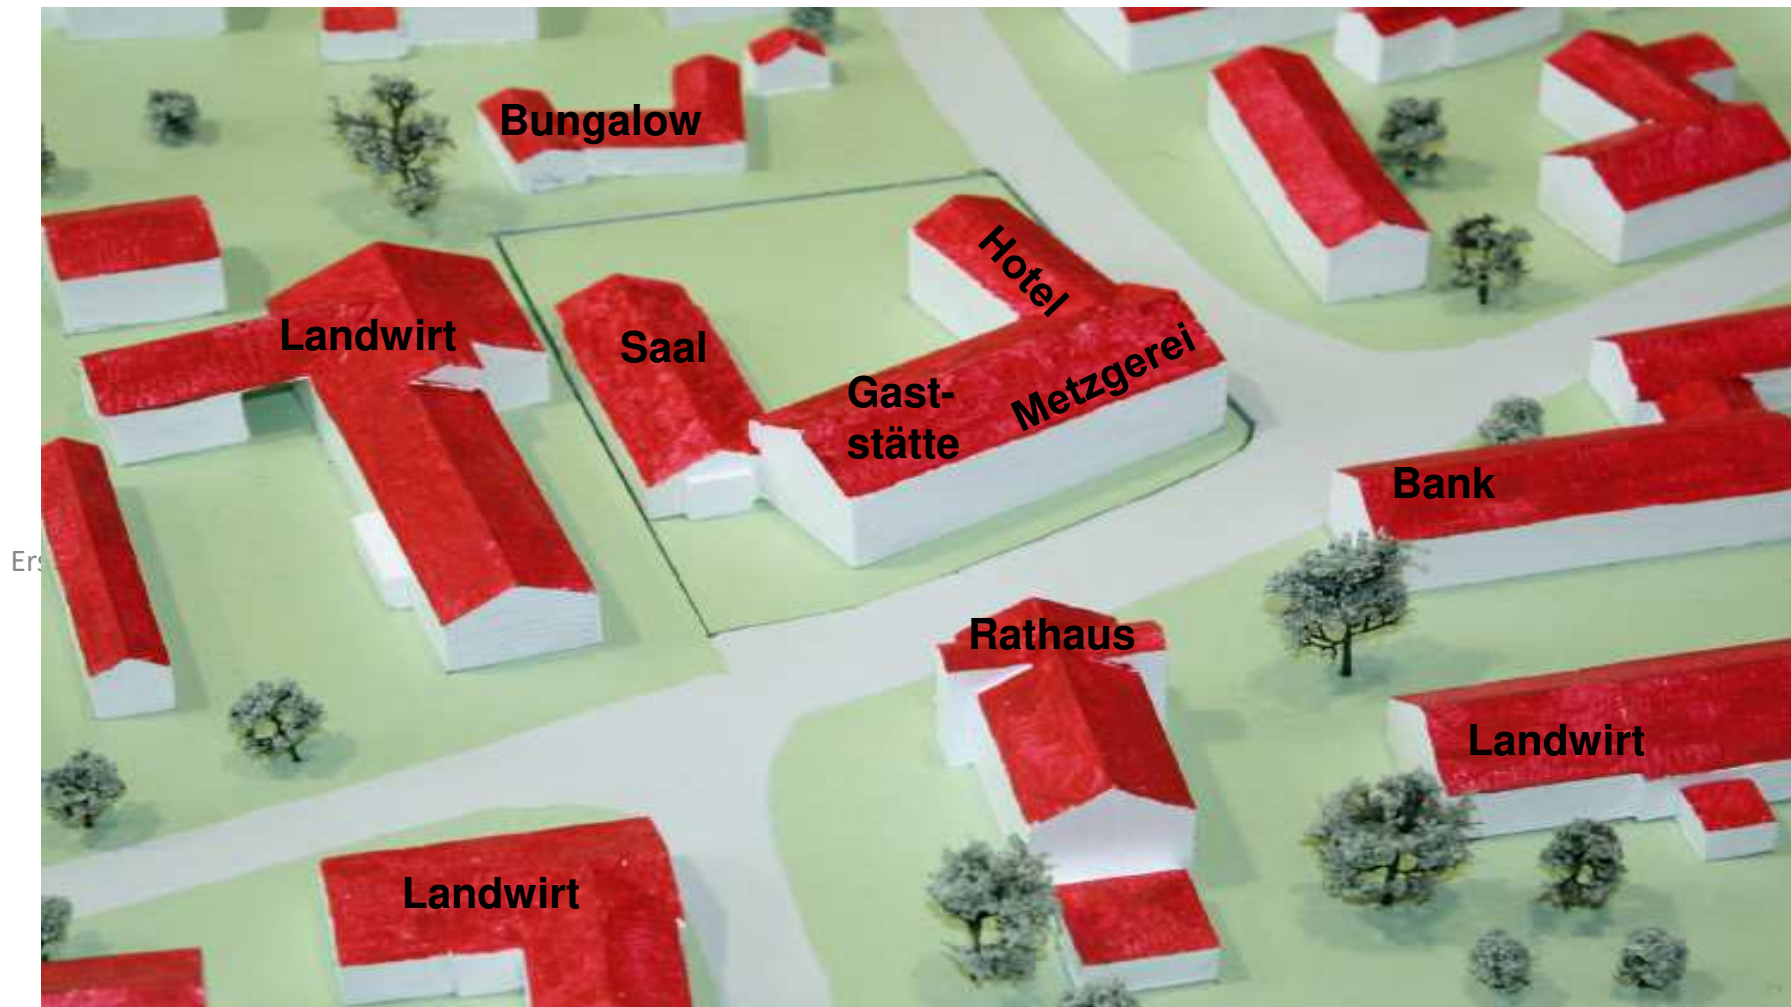 Bungalow
Hotel
Landwirt
Saal
Metzgerei
Gast-
stätte
Bank
Rathaus
Landwirt
Landwirt